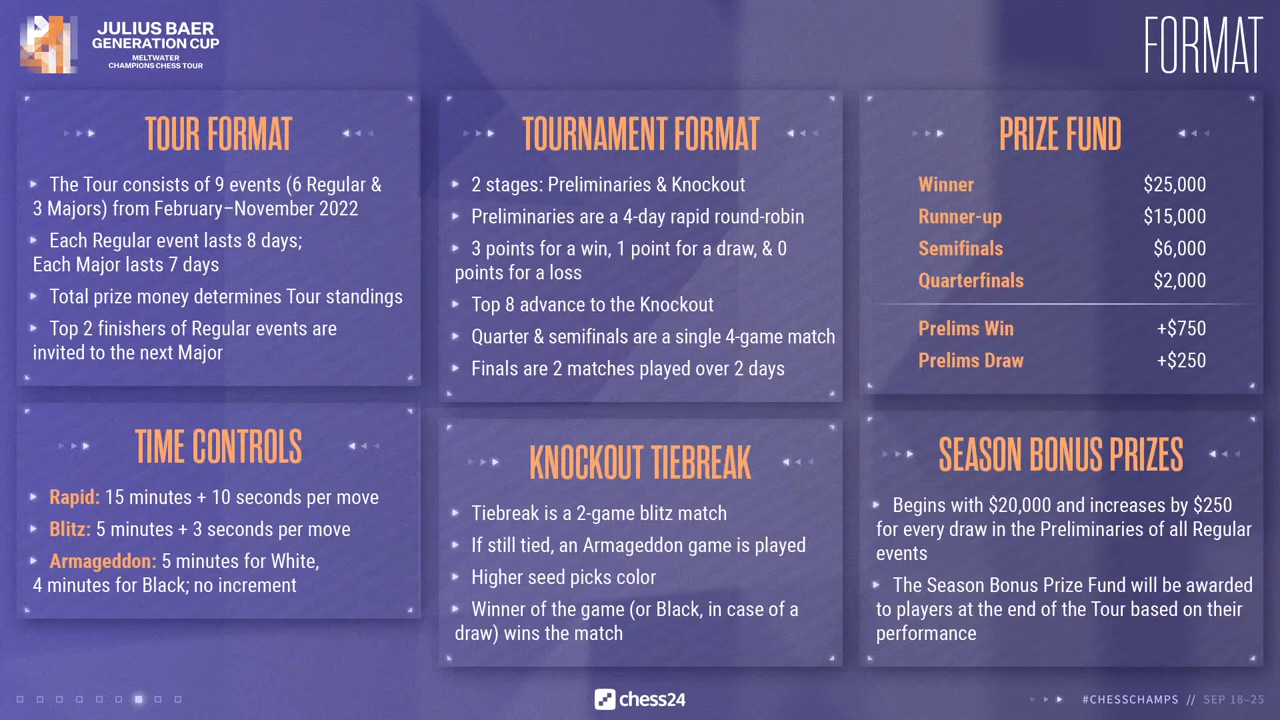 JULIUS BAER
GENERATION CUP
MELTWATER
CHAMPIONS CHESS TOUR
FORMAT
TOUR FORMAT
The Tour consists of 9 events (6 Regular &
3 Majors) from February–November 2022
Each Regular event lasts 8 days;
Each Major lasts 7 days
Total prize money determines Tour standings
Top 2 finishers of Regular events are
invited to the next Major
TOURNAMENT FORMAT
2 stages: Preliminaries & Knockout
Preliminaries are a 4-day rapid round-robin
3 points for a win, 1 point for a draw, & 0
points for a loss
Top 8 advance to the Knockout
Quarter & semifinals are a single 4-game match
Finals are 2 matches played over 2 days
PRIZE FUND
Winner $25,000
Runner-up $15,000
Semifinals $6,000
Quarterfinals $2,000
Prelims Win +$750
Prelims Draw +$250
TIME CONTROLS
Rapid: 15 minutes + 10 seconds per move
Blitz: 5 minutes + 3 seconds per move
Armageddon: 5 minutes for White,
4 minutes for Black; no increment
KNOCKOUT TIEBREAK
Tiebreak is a 2-game blitz match
If still tied, an Armageddon game is played
Higher seed picks color
Winner of the game (or Black, in case of a
draw) wins the match
SEASON BONUS PRIZES
Begins with $20,000 and increases by $250
for every draw in the Preliminaries of all Regular
events
The Season Bonus Prize Fund will be awarded
to players at the end of the Tour based on their
performance
chess24
#CHESSCHAMPS // SEP 18–25